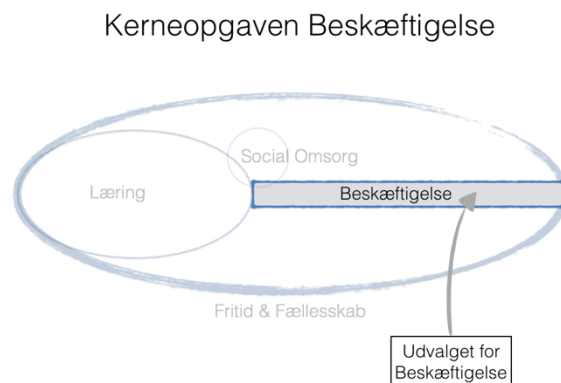 Kerneopgaven Beskæftigelse
Social Omsorg
Læring
Beskæftigelse
Fritid & Fællesskab
Udvalget for
Beskæftigelse